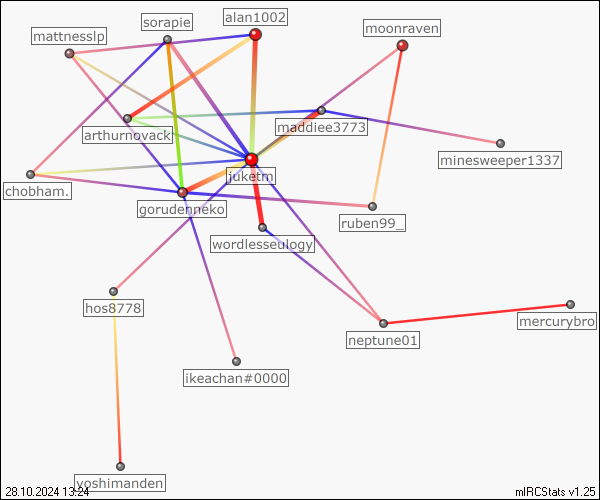 sorapie
alan1002
mattnesslp
moonraven
arthurnovack
maddiee3773
minesweeper1337
juketm
chobham.
gorudenneko
ruben99_
wordlesseulogy
hos8778
mercurybro
neptune01
ikeachan#0000
yoshimanden
28.10.2024 13:24
mIRCStats v1.25